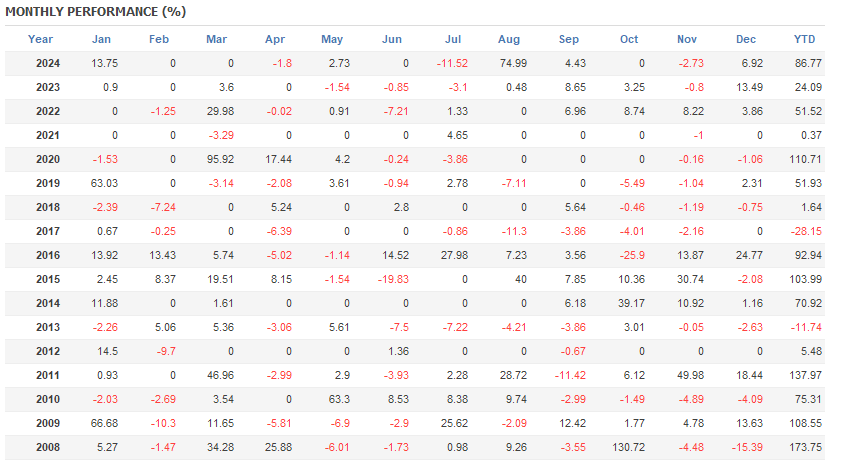 MONTHLY PERFORMANCE (%)
Year Jan Feb Mar Apr May Jun Jul Aug Sep Oct Nov Dec YTD
2024 13.75 0 0 -1.8 2.73 0 -11.52 74.99 4.43 0 -2.73 6.92 86.77
2023 0.9 0 3.6 0 -1.54 -0.85 -3.1 0.48 8.65 3.25 -0.8 13.49 24.09
2022 0 -1.25 29.98 -0.02 0.91 -7.21 1.33 0 6.96 8.74 8.22 3.86 51.52
2021 0 0 -3.29 0 0 0 4.65 0 0 0 -1 0 0.37
2020 -1.53 0 95.92 17.44 4.2 -0.24 -3.86 0 0 0 -0.16 -1.06 110.71
2019 63.03 0 -3.14 -2.08 3.61 -0.94 2.78 -7.11 0 -5.49 -1.04 2.31 51.93
2018 -2.39 -7.24 0 5.24 0 2.8 0 0 5.64 -0.46 -1.19 -0.75 1.64
2017 0.67 -0.25 0 -6.39 0 0 -0.86 -11.3 -3.86 -4.01 -2.16 0 -28.15
2016 13.92 13.43 5.74 -5.02 -1.14 14.52 27.98 7.23 3.56 -25.9 13.87 24.77 92.94
2015 2.45 8.37 19.51 8.15 -1.54 -19.83 0 40 7.85 10.36 30.74 -2.08 103.99
2014 11.88 0 1.61 0 0 0 0 0 6.18 39.17 10.92 1.16 70.92
2013 -2.26 5.06 5.36 -3.06 5.61 -7.5 -7.22 -4.21 -3.86 3.01 -0.05 -2.63 -11.74
2012 14.5 -9.7 0 0 0 1.36 0 0 -0.67 0 0 0 5.48
2011 0.93 0 46.96 -2.99 2.9 -3.93 2.28 28.72 -11.42 6.12 49.98 18.44 137.97
2010 -2.03 -2.69 3.54 0 63.3 8.53 8.38 9.74 -2.99 -1.49 -4.89 -4.09 75.31
2009 66.68 -10.3 11.65 -5.81 -6.9 -2.9 25.62 -2.09 12.42 1.77 4.78 13.63 108.55
2008 5.27 -1.47 34.28 25.88 -6.01 -1.73 0.98 9.26 -3.55 130.72 -4.48 -15.39 173.75